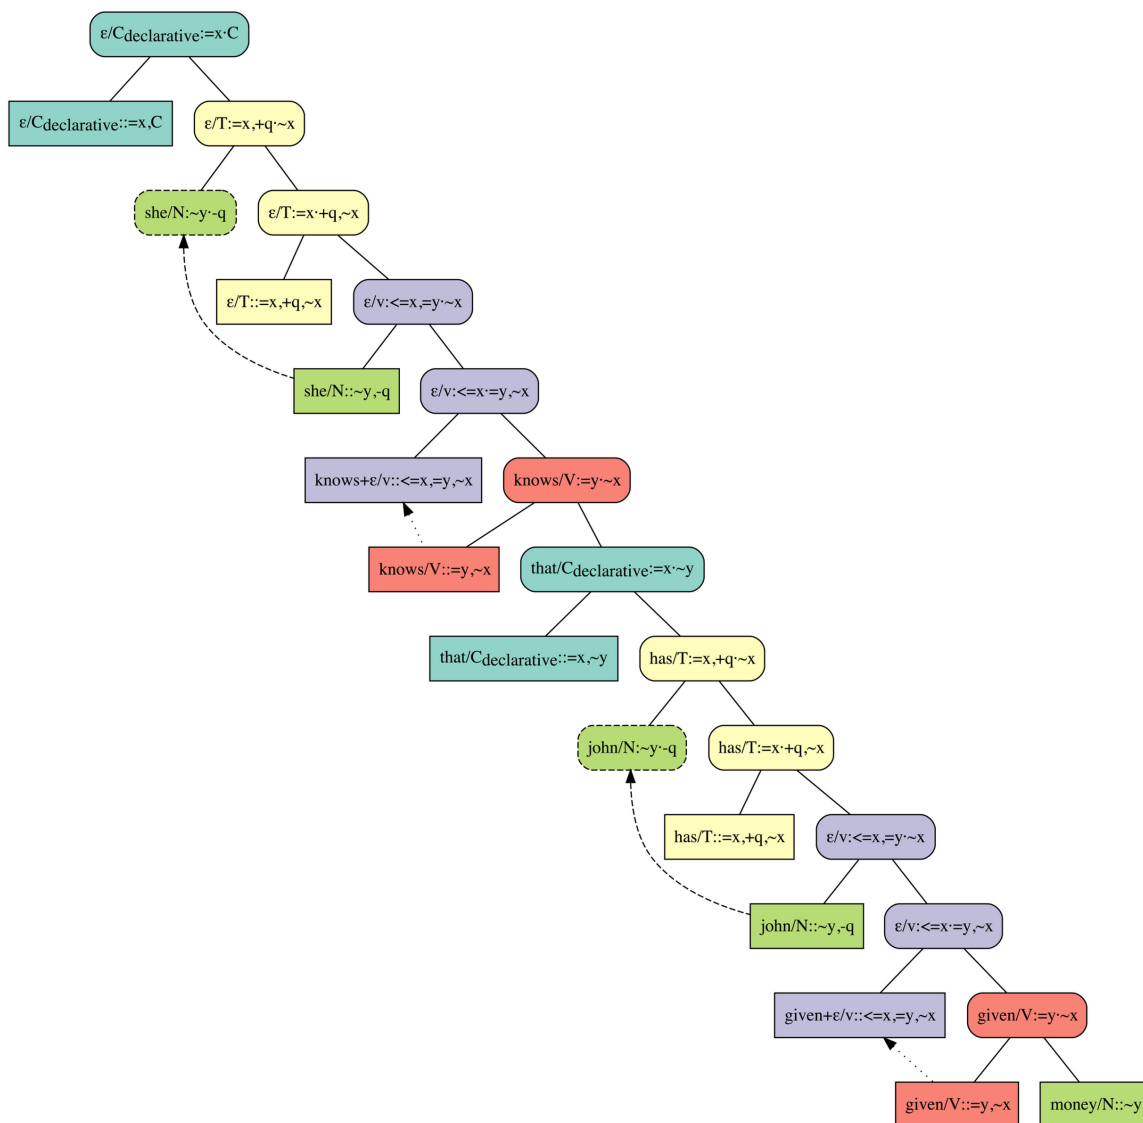 ε/Cdeclarative:=x·C
ε/Cdeclarative::=x,C
ε/T:=x,+q·~x
she/N:~y·-q
ε/T:=x·+q,~x
ε/T::=x,+q,~x
ε/v:<=x,=y·~x
she/N::~y,-q
ε/v:<=x·=y,~x
knows+ε/v::<=x,=y,~x
knows/V:=y·~x
knows/V::=y,~x
that/Cdeclarative:=x·~y
that/Cdeclarative::=x,~y
has/T:=x,+q·~x
john/N:~y·-q
has/T:=x·+q,~x
has/T::=x,+q,~x
ε/v:<=x,=y·~x
john/N::~y,-q
ε/v:<=x·=y,~x
given+ε/v::<=x,=y,~x
given/V:=y·~x
given/V::=y,~x
money/N::~y